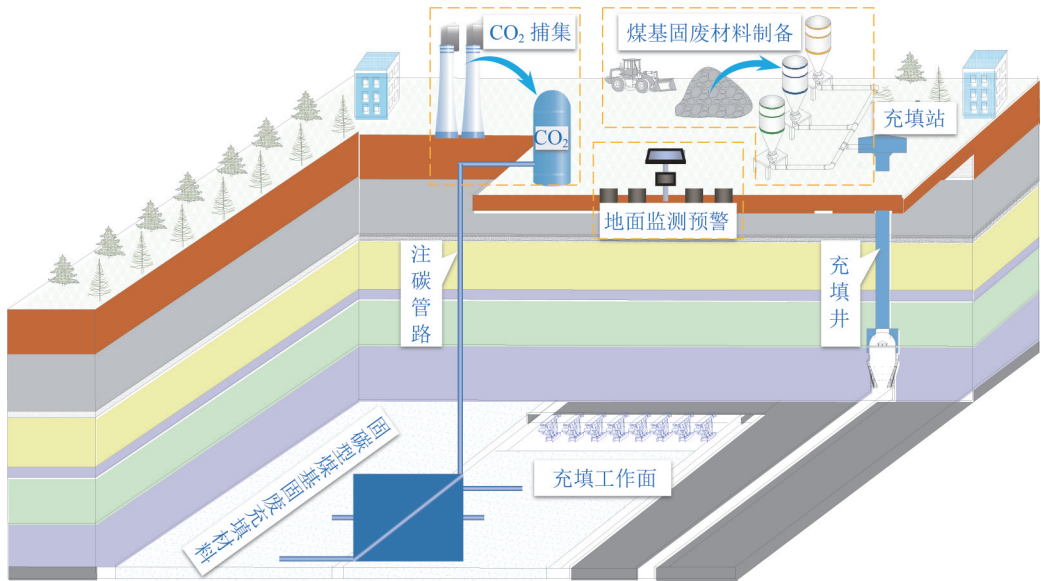 CO₂ 捕集
煤基固废材料制备
CO₂
充填站
地面监测预警
注碳管路
充填井
固碳型煤基固废充填材料
充填工作面